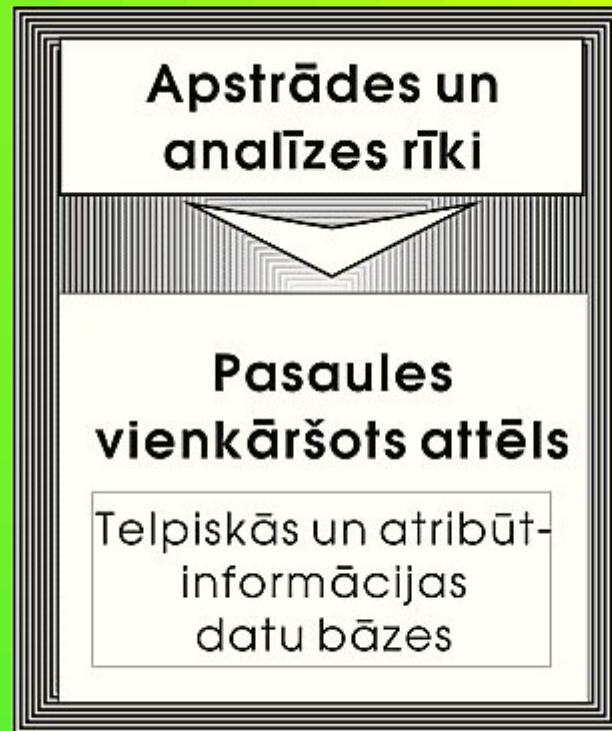 Apstrādes un
analīzes rīki
Pasaules
vienkāršots attēls
Telpiskās un atribūt-
informācijas
datu bāzes